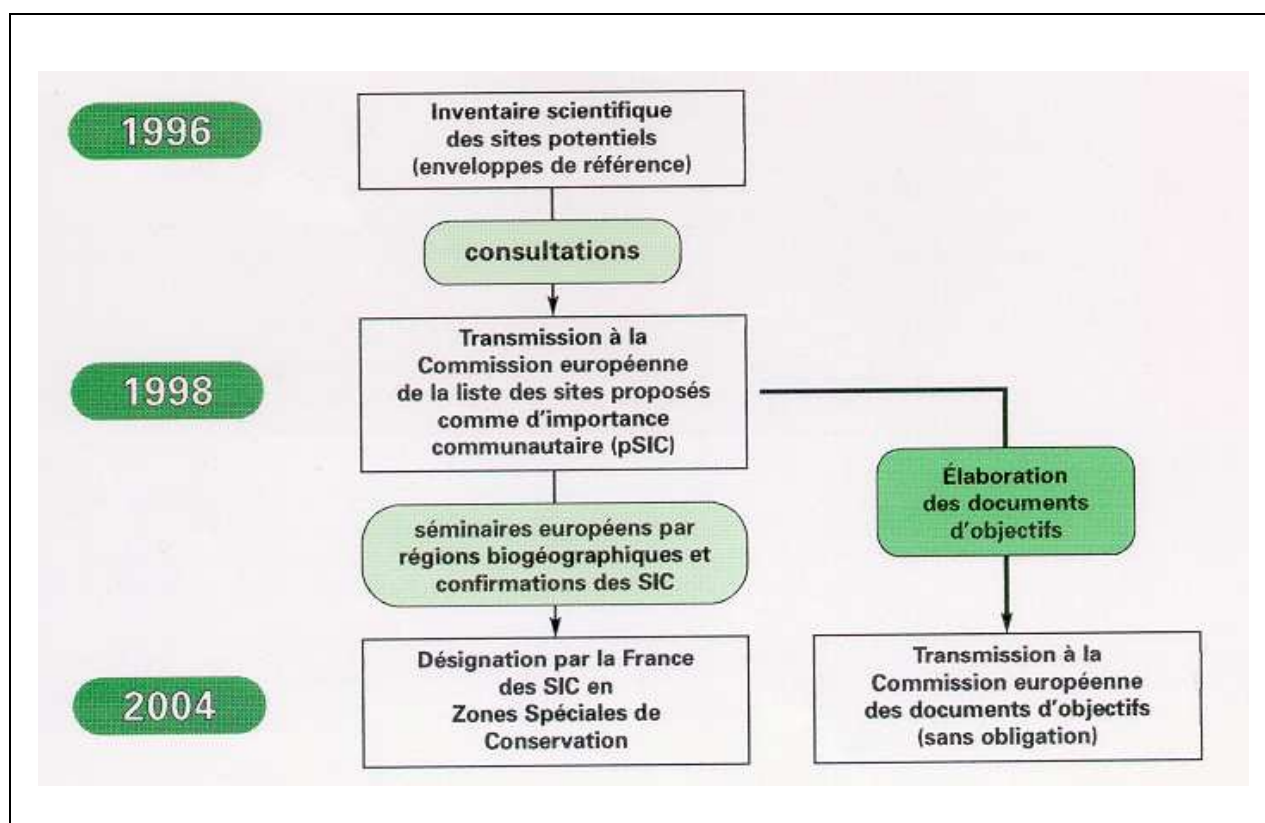 1996
Inventaire scientifique
des sites potentiels
(enveloppes de référence)
consultations
1998
Transmission à la
Commission européenne
de la liste des sites proposés
comme d'importance
communautaire (pSIC)
Élaboration
des documents
d'objectifs
séminaires européens par
régions biogéographiques et
confirmations des SIC
2004
Désignation par la France
des SIC en
Zones Spéciales de
Conservation
Transmission à la
Commission européenne
des documents d'objectifs
(sans obligation)